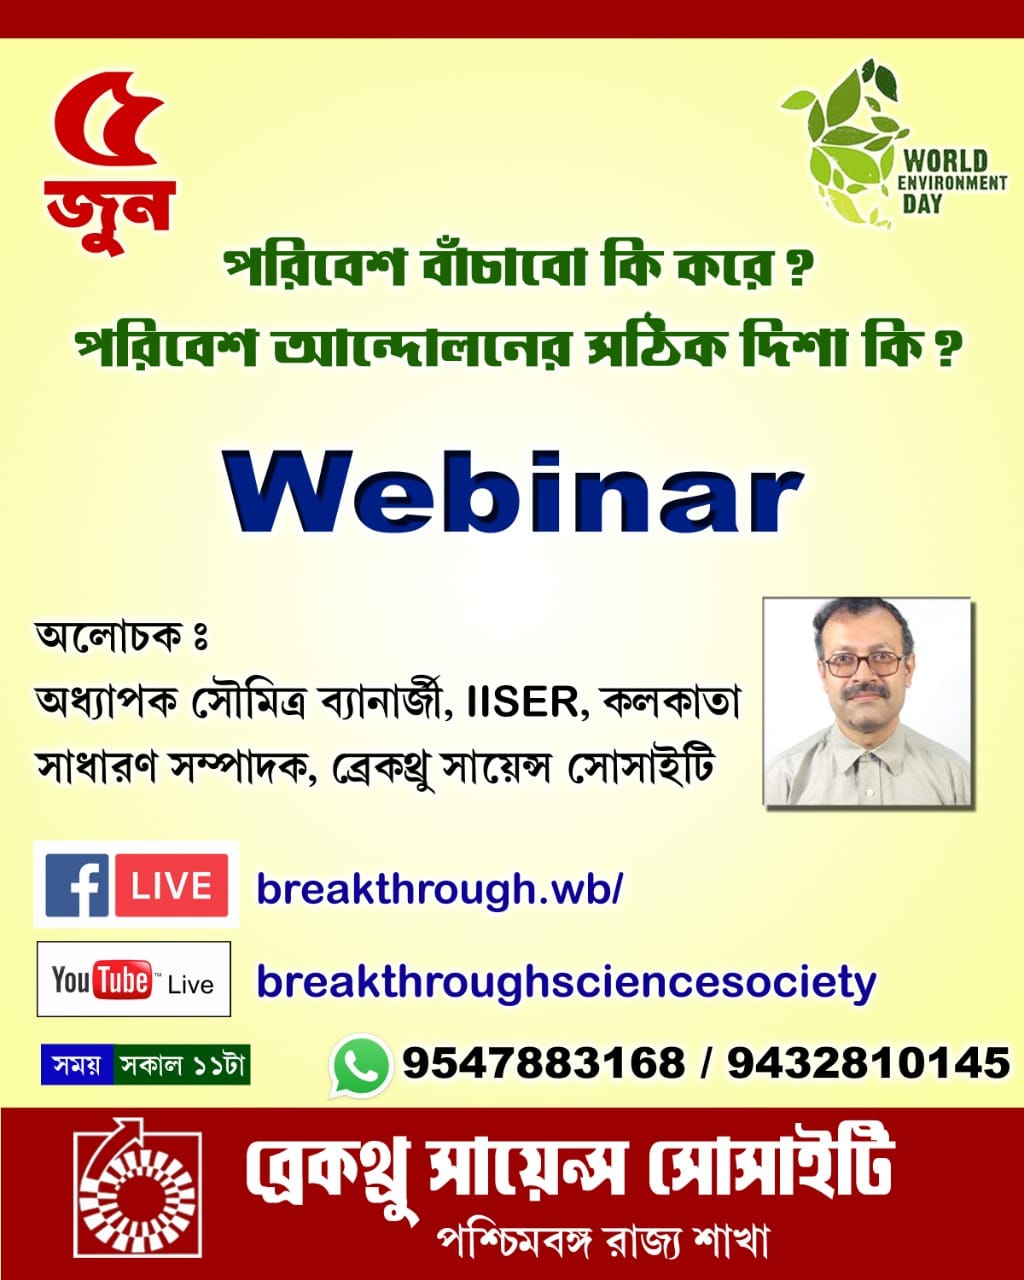 ৫
জুন
WORLD
ENVIRONMENT
DAY
পরিবেশ বাঁচাবো কি করে ?
পরিবেশ আন্দোলনের সঠিক দিশা কি ?
Webinar
অলোচক ঃ
অধ্যাপক সৌমিত্র ব্যানার্জী, IISER, কলকাতা
সাধারণ সম্পাদক, ব্রেকথ্রু সায়েন্স সোসাইটি
f LIVE breakthrough.wb/
YouTube™ Live breakthroughsciencesociety
সময় সকাল ১১টা 9547883168 / 9432810145
ব্রেকথ্রু সায়েন্স সোসাইটি
পশ্চিমবঙ্গ রাজ্য শাখা